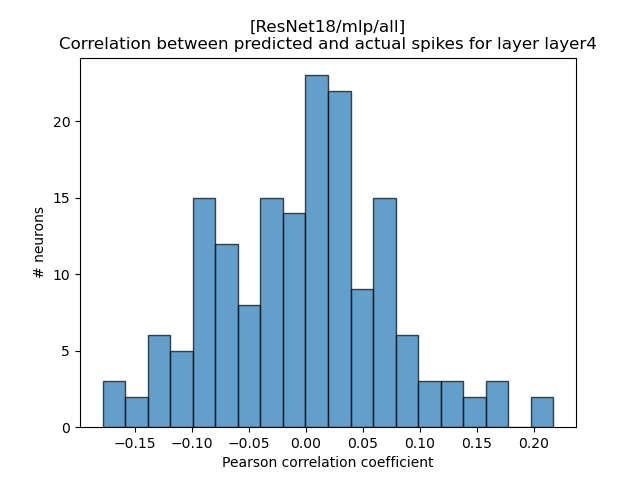 [ResNet18/mlp/all]
Correlation between predicted and actual spikes for layer layer4
20
15
10
5
0
# neurons
−0.15 −0.10 −0.05 0.00 0.05 0.10 0.15 0.20
Pearson correlation coefficient